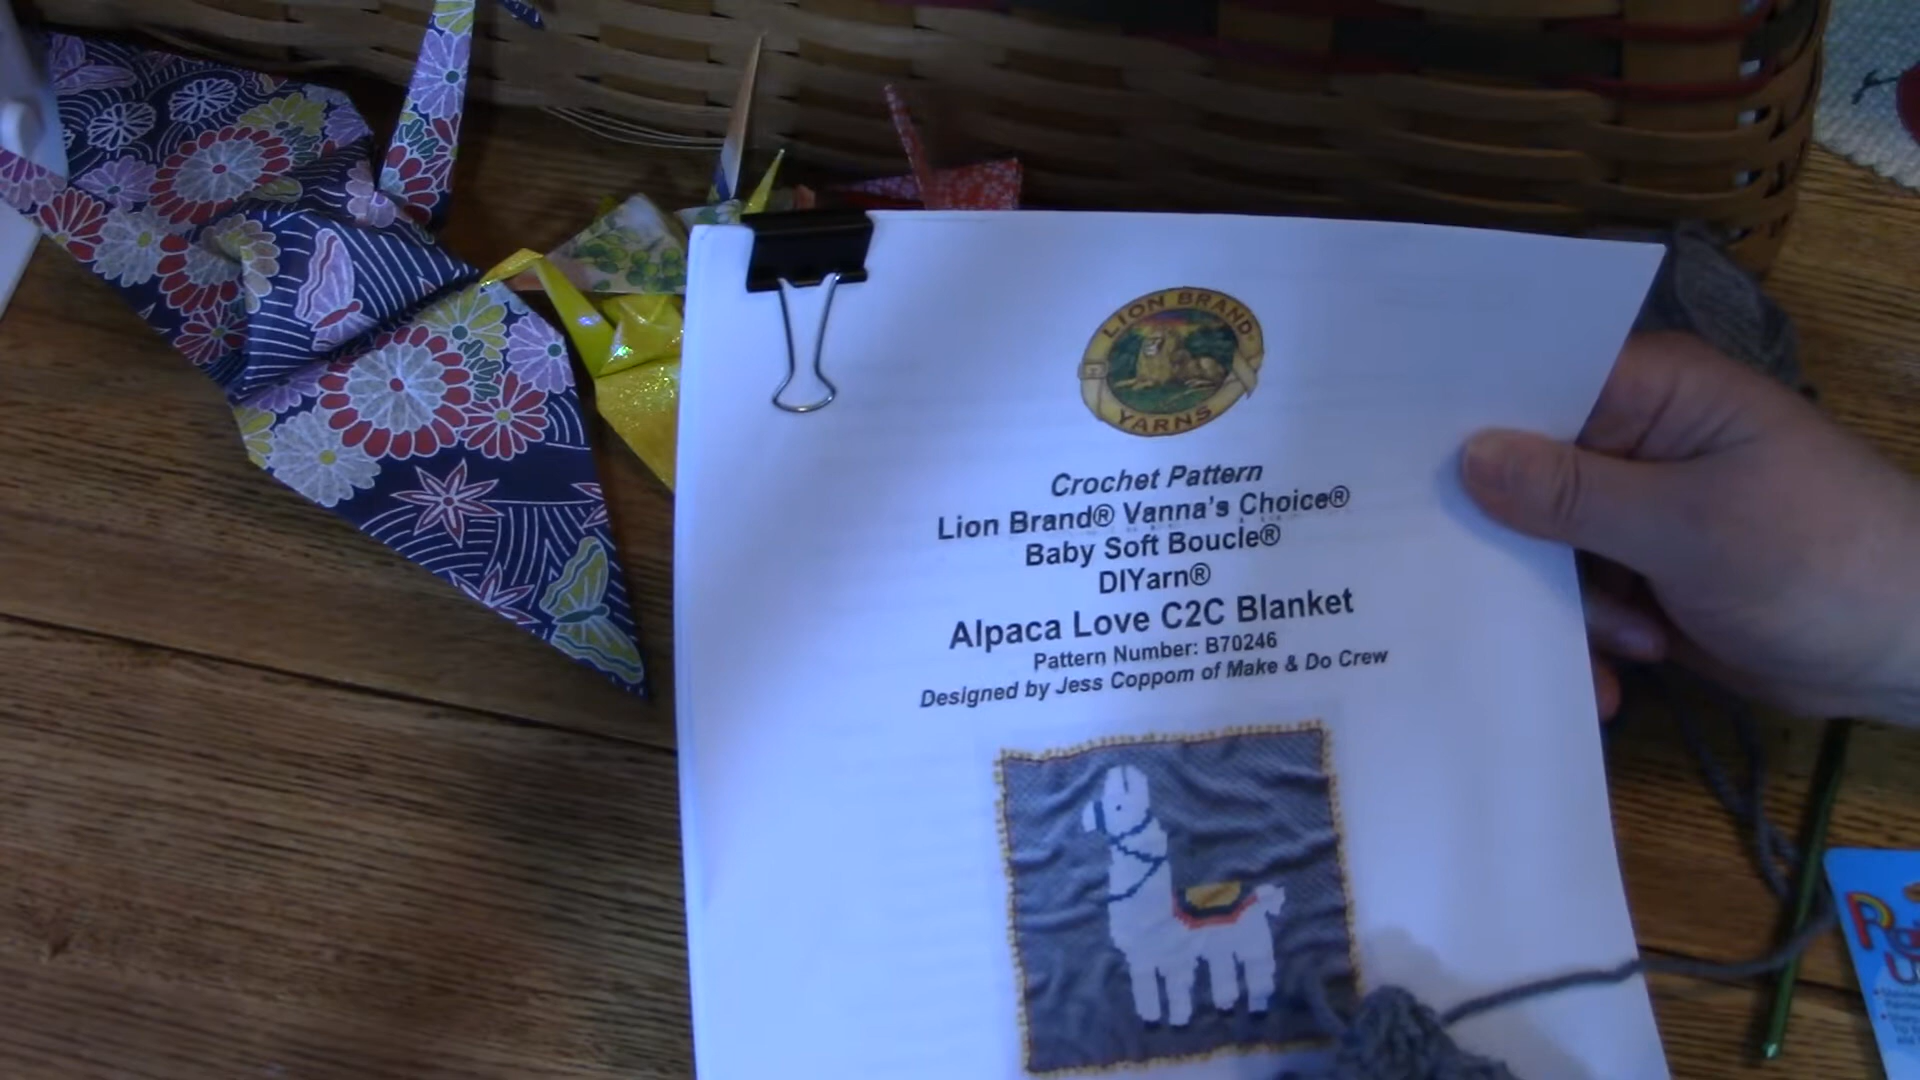 LION BRAND
YARNS
Crochet Pattern
Lion Brand® Vanna's Choice®
Baby Soft Boucle®
DIYarn®
Alpaca Love C2C Blanket
Pattern Number: B70246
Designed by Jess Coppom of Make & Do Crew